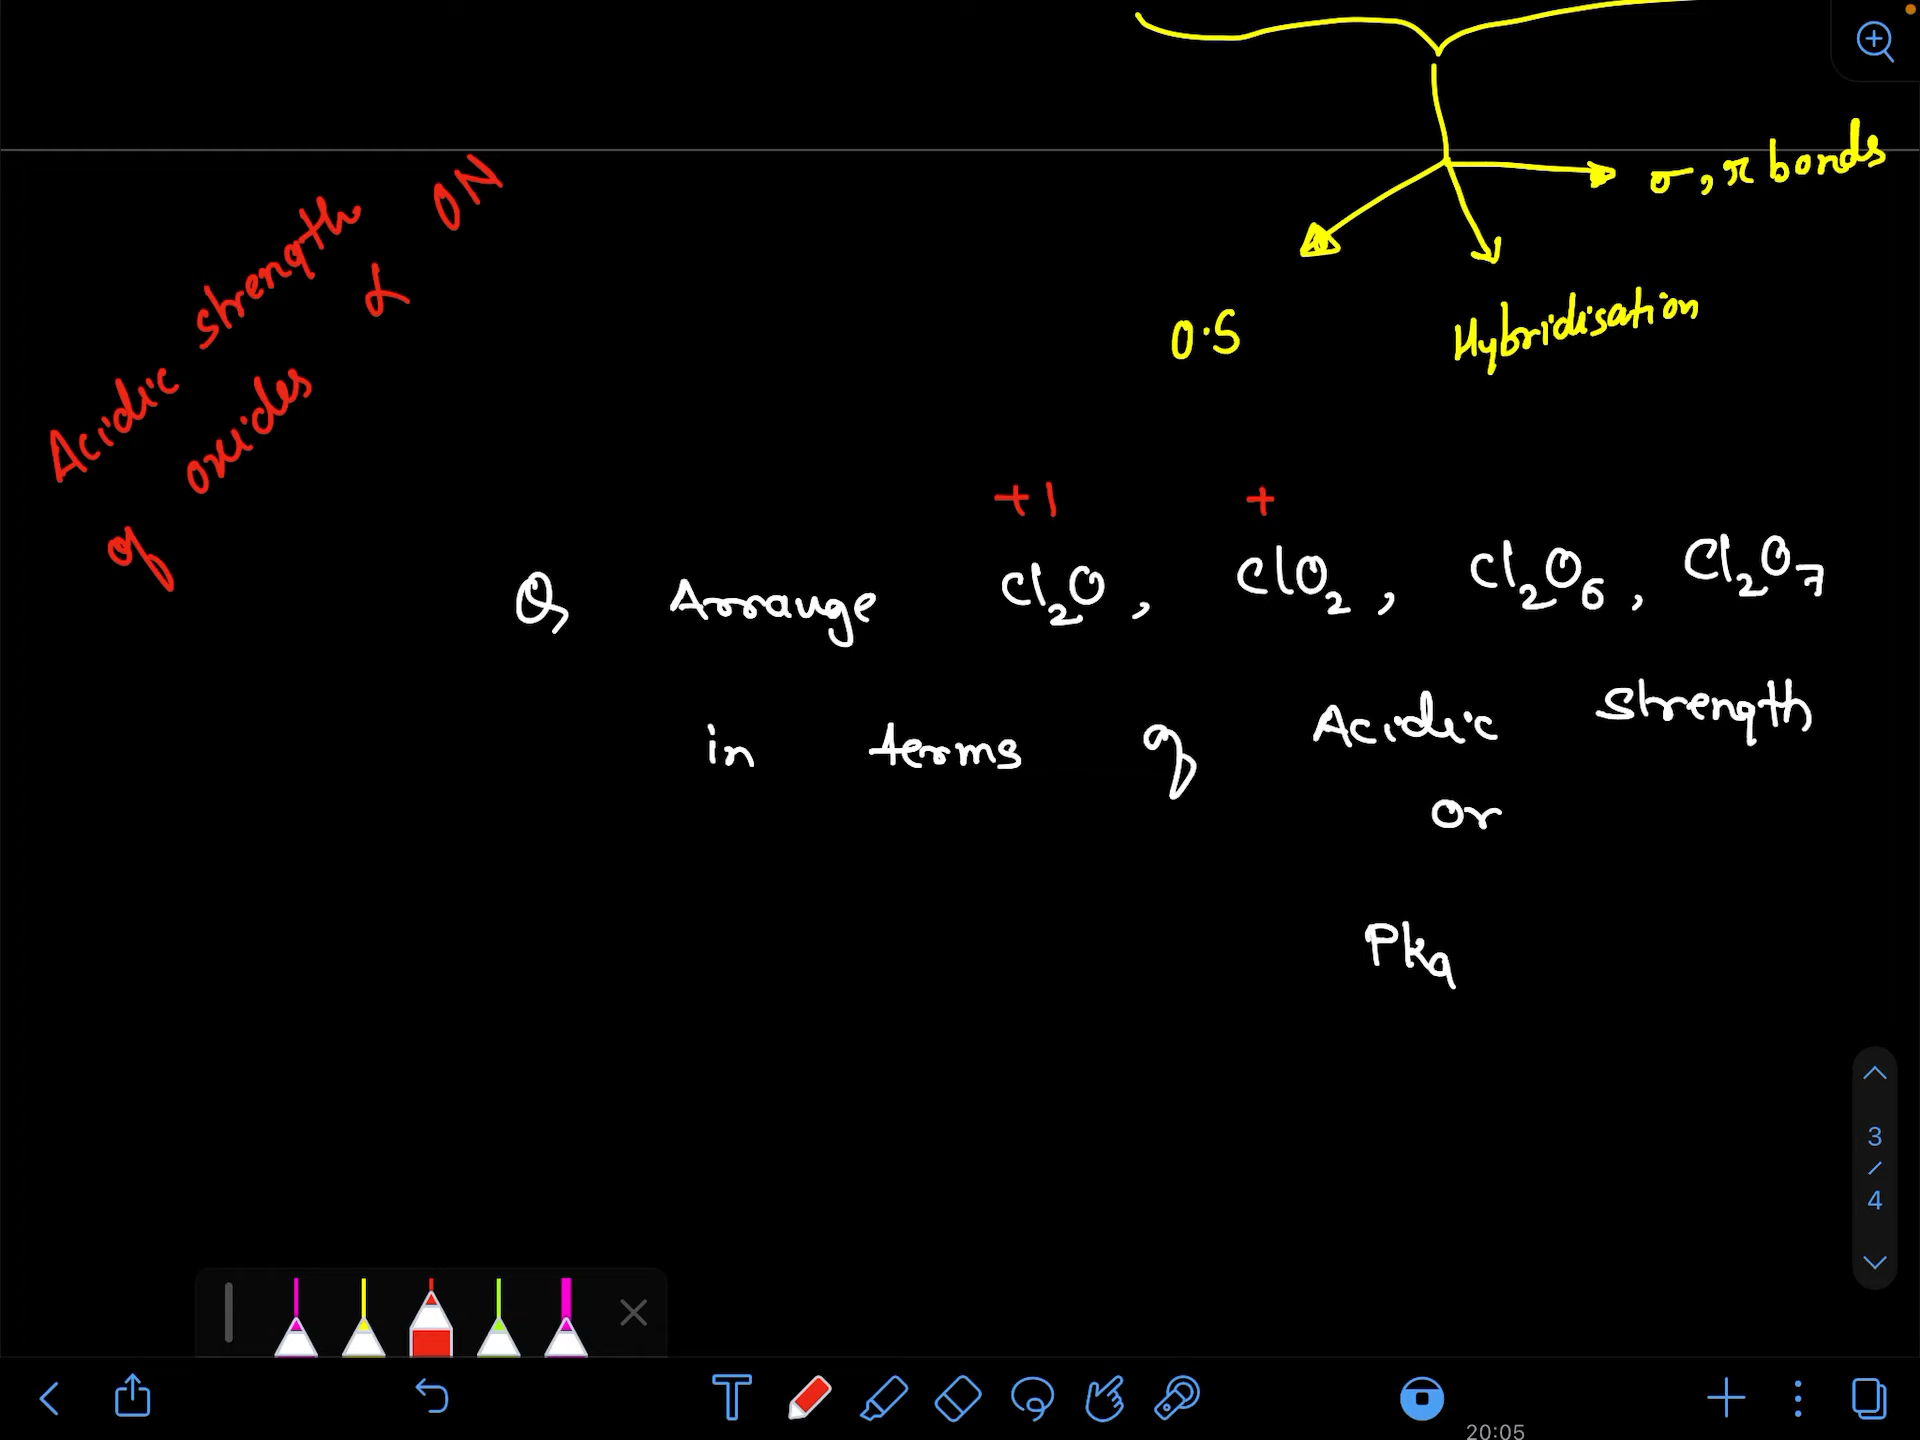 σ, π bonds
O.S
Hybridisation
Acidic strength
of oxides
α ON
+1 +
Q Arrange Cl₂O, ClO₂, Cl₂O₆, Cl₂O₇
in terms of Acidic strength
or
Pka
3
/
4
20:05